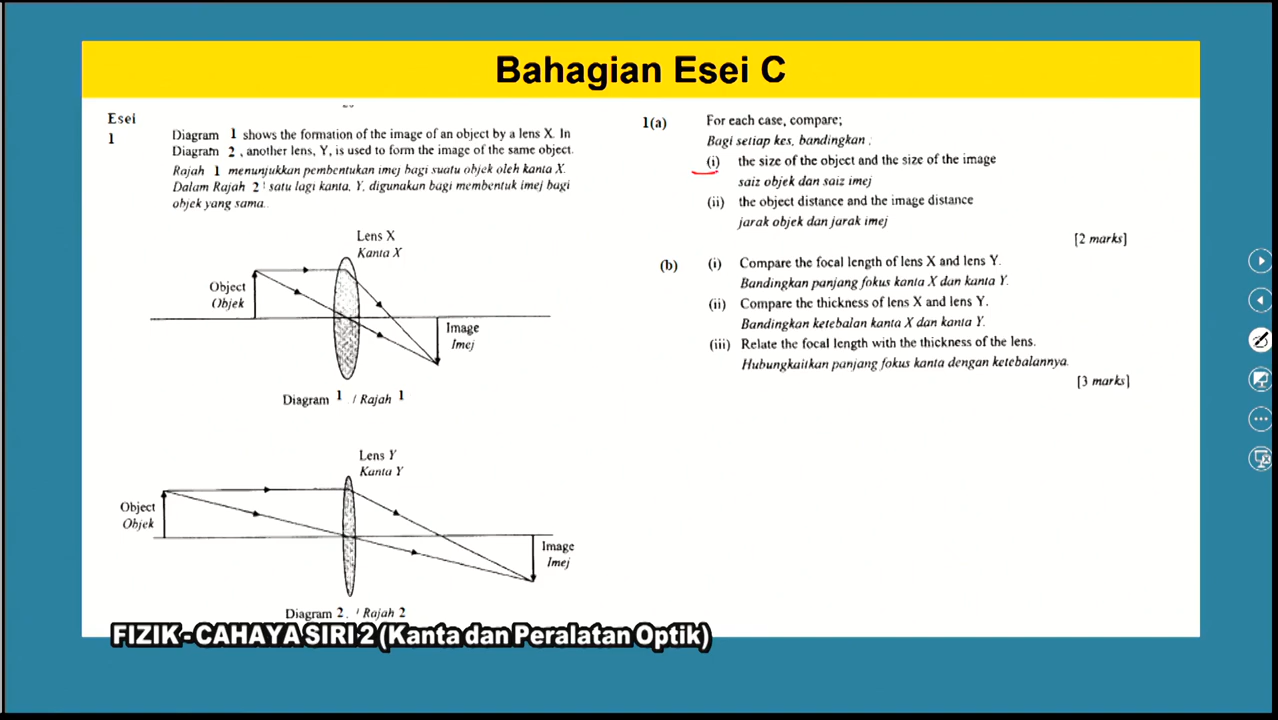 Bahagian Esei C
Esei
1
Diagram 1 shows the formation of the image of an object by a lens X. In
Diagram 2, another lens, Y, is used to form the image of the same object.
Rajah 1 menunjukkan pembentukan imej bagi suatu objek oleh kanta X.
Dalam Rajah 2 satu lagi kanta, Y, digunakan bagi membentuk imej bagi
objek yang sama..
Lens X
Kanta X
Object
Objek
Image
Imej
Diagram 1 / Rajah 1
Lens Y
Kanta Y
Object
Objek
Image
Imej
Diagram 2. / Rajah 2
1(a) For each case, compare;
Bagi setiap kes, bandingkan ;
(i) the size of the object and the size of the image
saiz objek dan saiz imej
(ii) the object distance and the image distance
jarak objek dan jarak imej
[2 marks]
(b) (i) Compare the focal length of lens X and lens Y.
Bandingkan panjang fokus kanta X dan kanta Y.
(ii) Compare the thickness of lens X and lens Y.
Bandingkan ketebalan kanta X dan kanta Y.
(iii) Relate the focal length with the thickness of the lens.
Hubungkaitkan panjang fokus kanta dengan ketebalannya.
[3 marks]
FIZIK - CAHAYA SIRI 2 (Kanta dan Peralatan Optik)